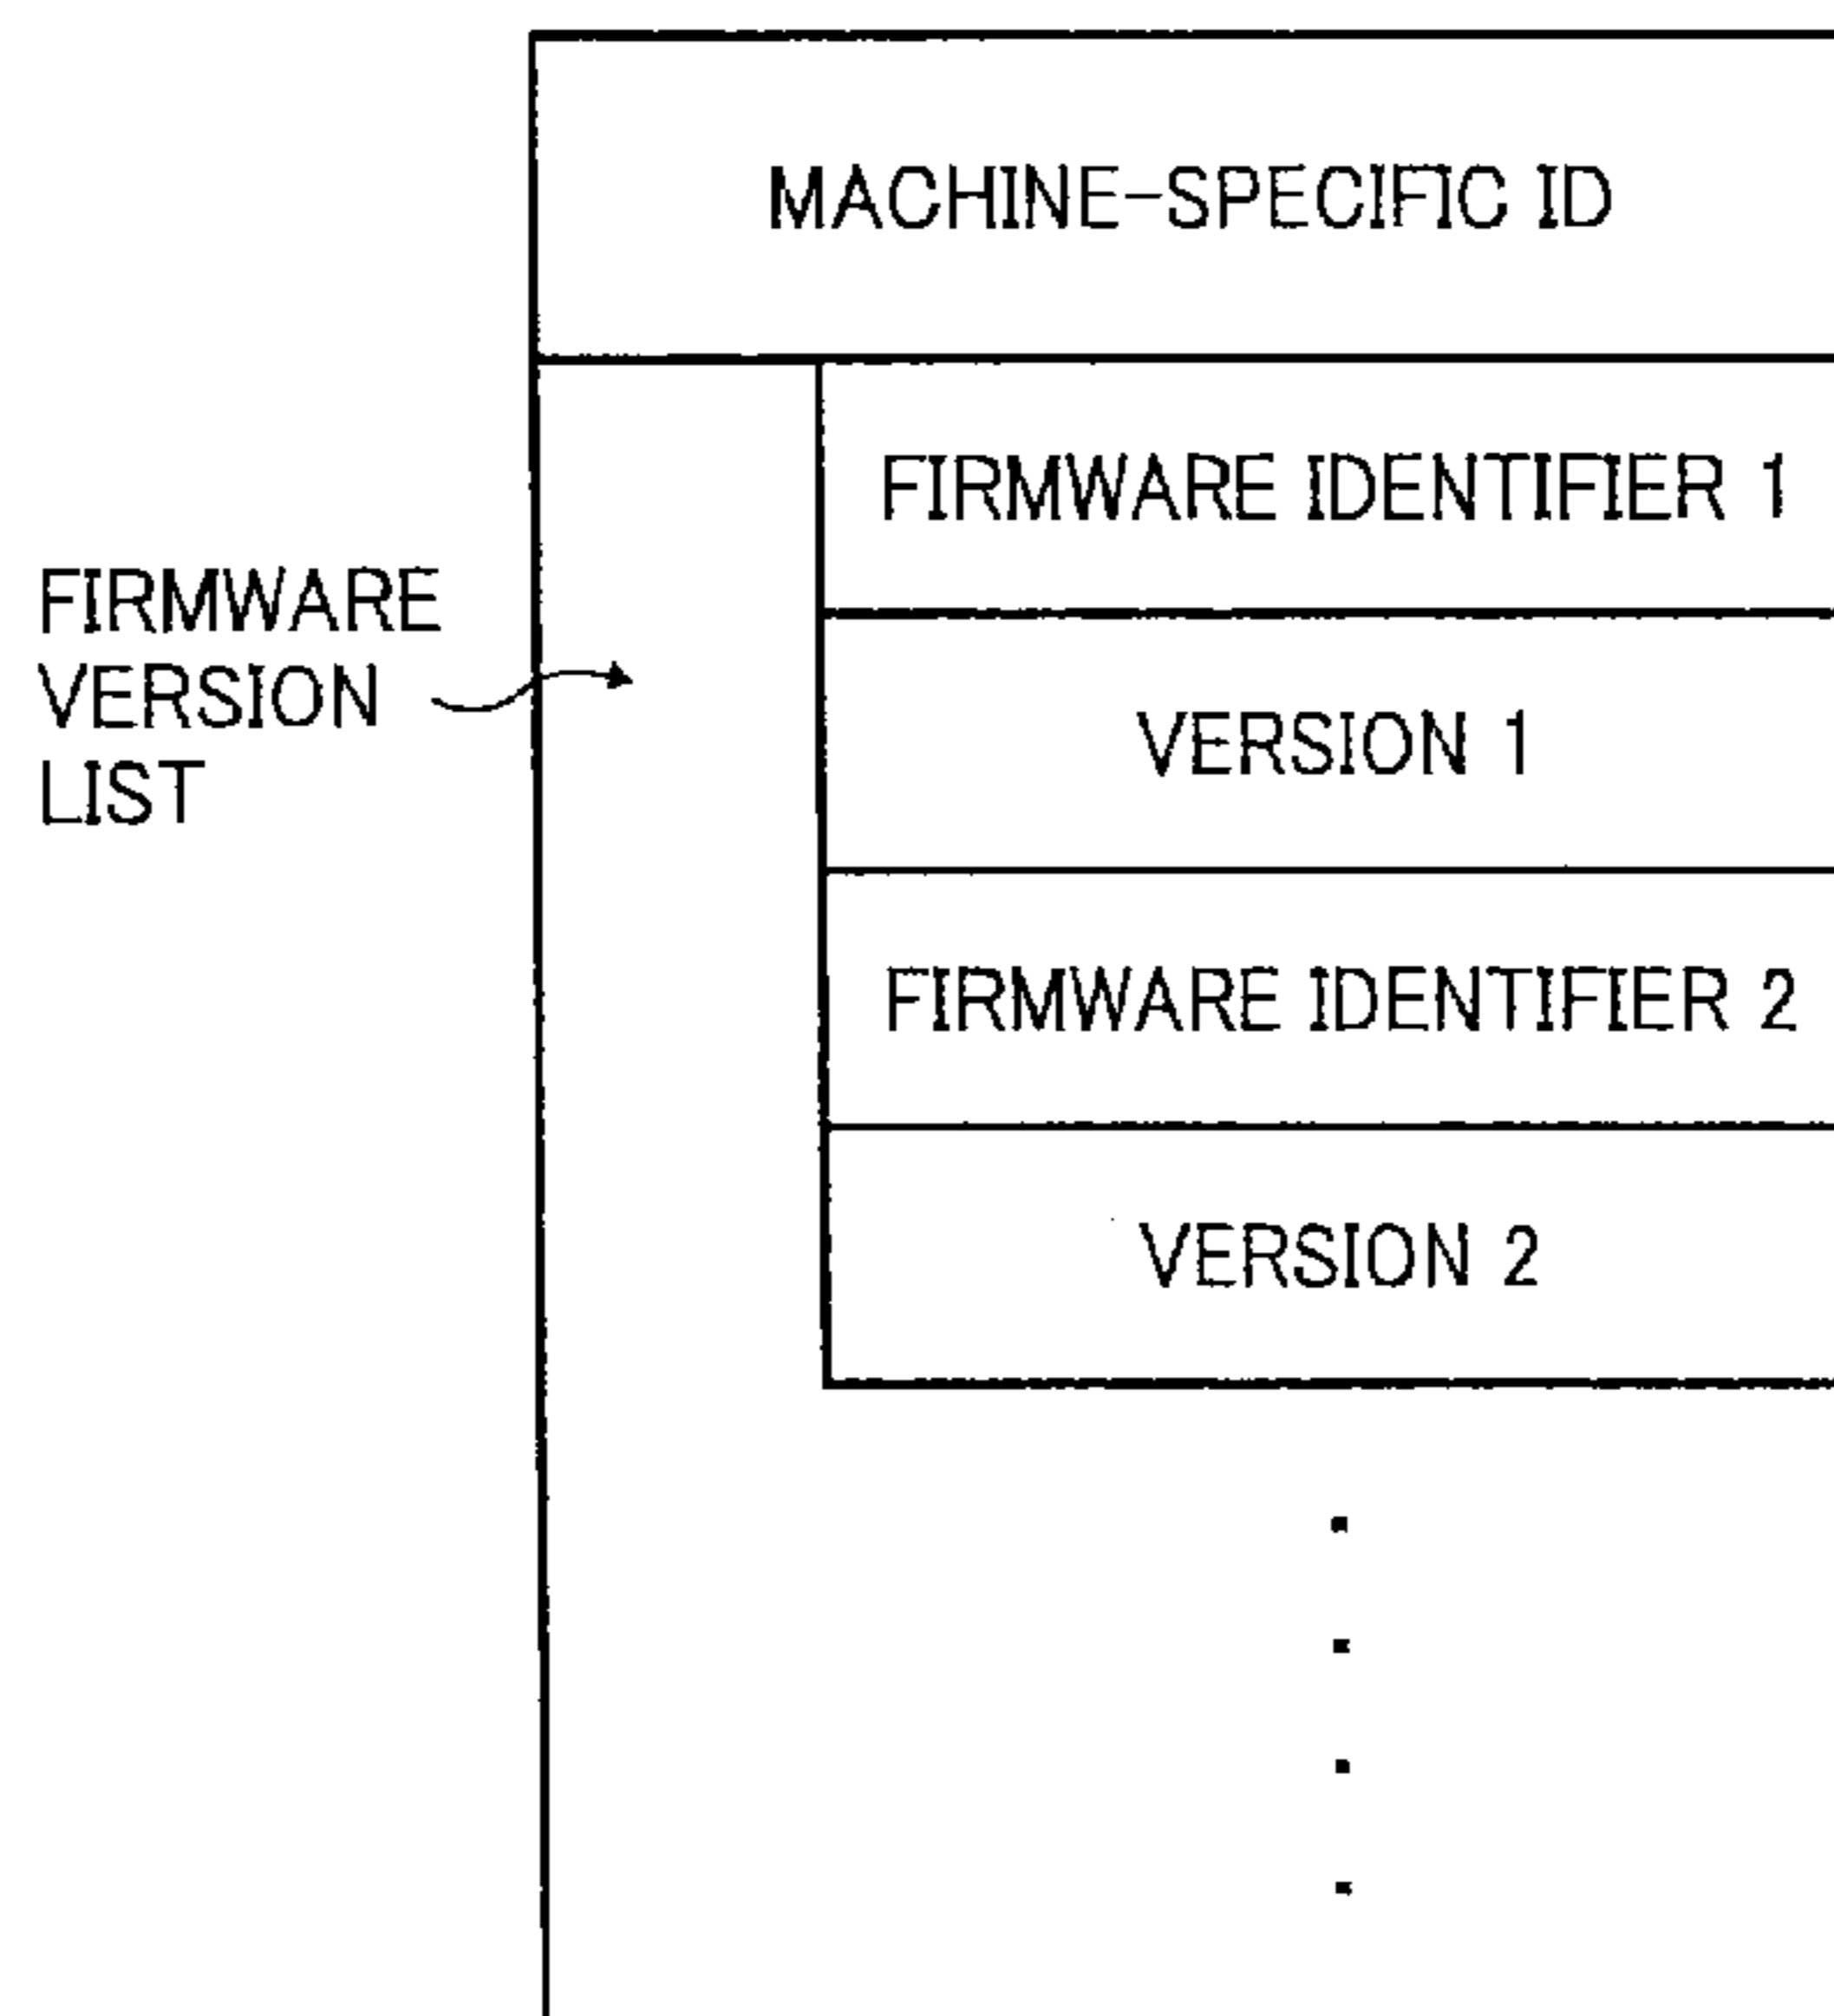 MACHINE-SPECIFIC ID
FIRMWARE IDENTIFIER 1
FIRMWARE
VERSION
LIST
VERSION 1
FIRMWARE IDENTIFIER 2
VERSION 2